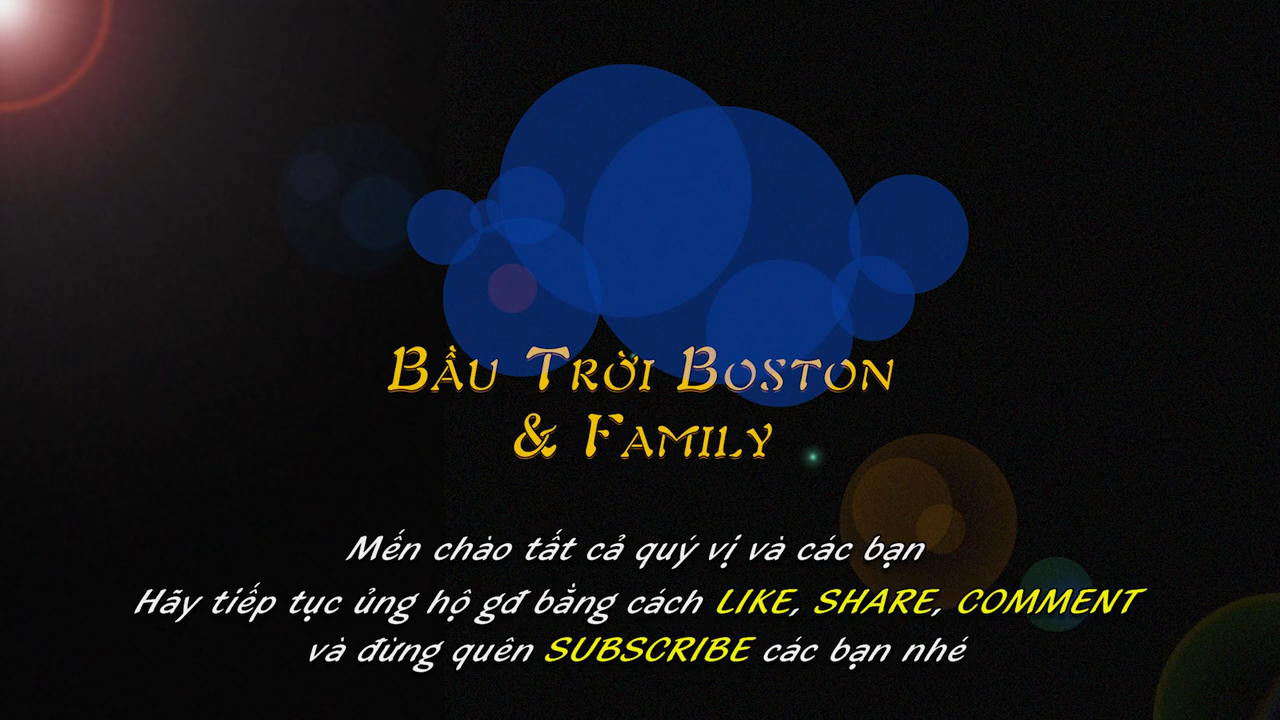 Bầu Trời Boston
& Family
Mến chào tất cả quý vị và các bạn
Hãy tiếp tục ủng hộ gđ bằng cách LIKE, SHARE, COMMENT
và đừng quên SUBSCRIBE các bạn nhé